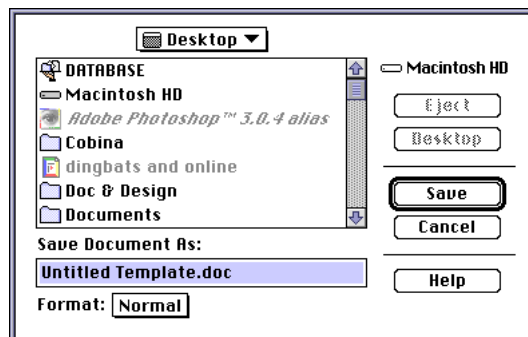 Desktop
DATABASE
Macintosh HD
Macintosh HD
Adobe Photoshop™ 3.0.4 alias
Eject
Cobina
Desktop
dingbats and online
Doc & Design
Save
Documents
Cancel
Save Document As:
Untitled Template.doc
Help
Format: Normal